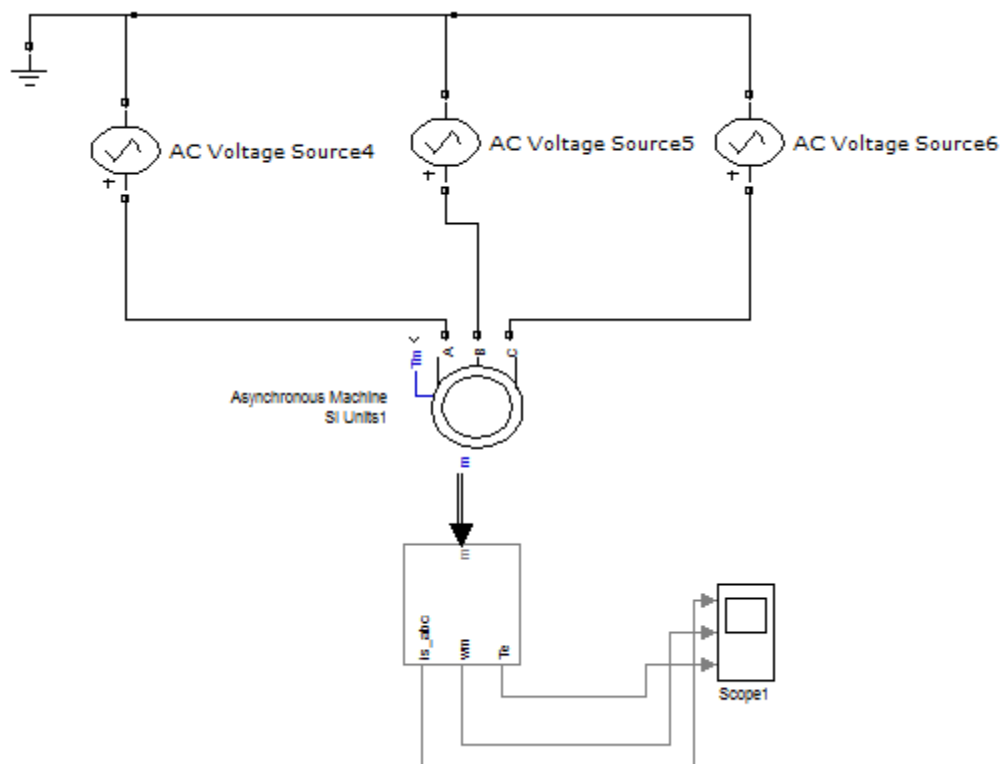 AC Voltage Source4
AC Voltage Source5
AC Voltage Source6
Tm
A
B
C
Asynchronous Machine
SI Units1
m
m
is_abc
wm
Te
Scope1